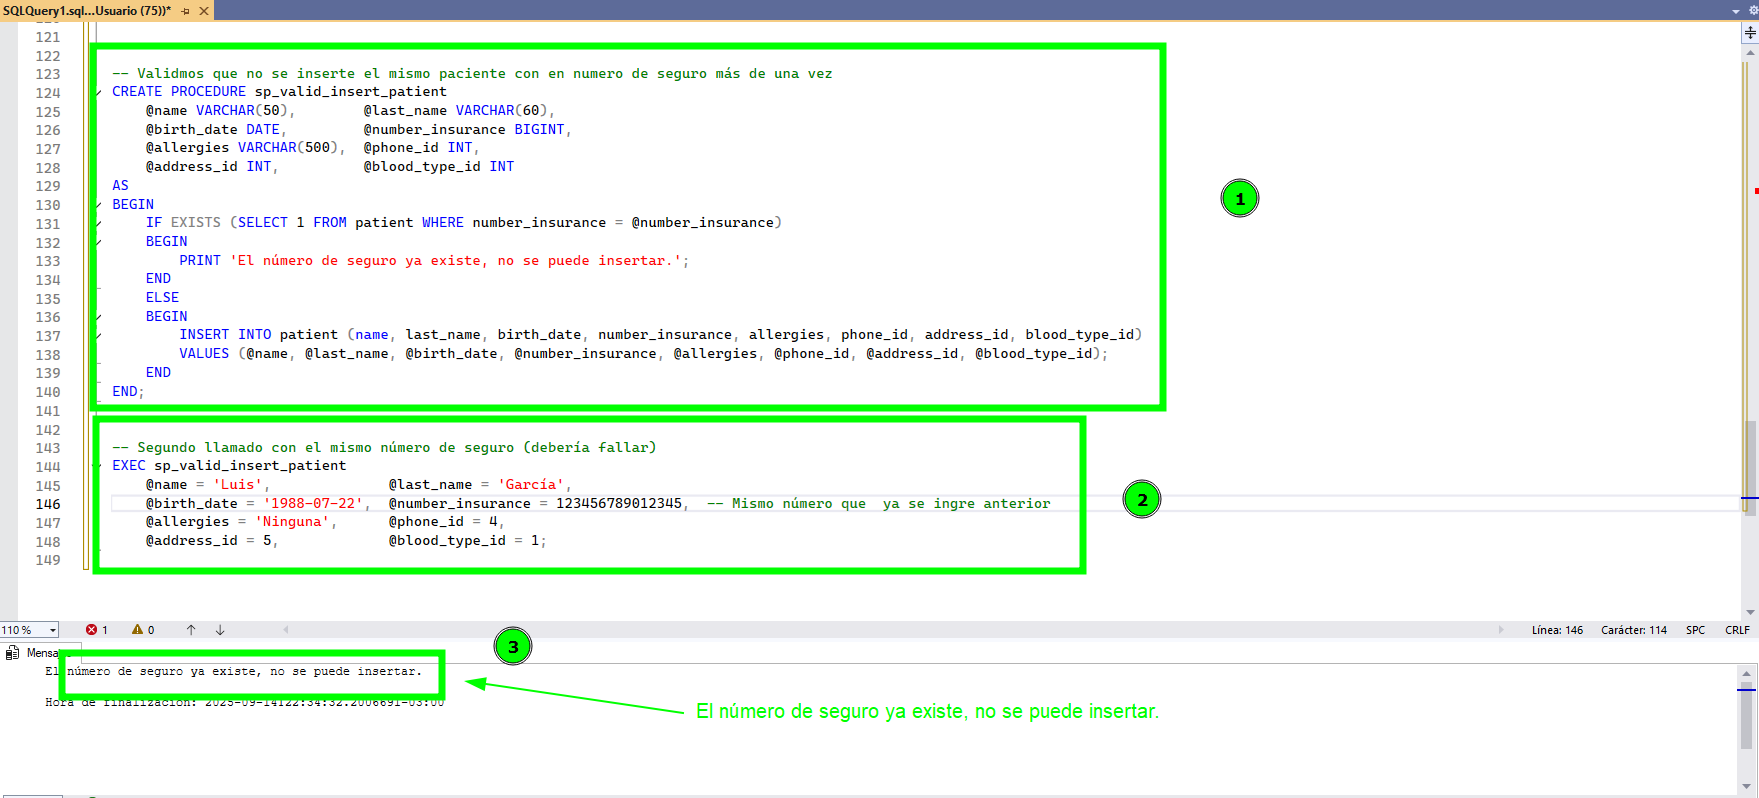 SQLQuery1.sql...Usuario (75))*
121
122
123 -- Validmos que no se inserte el mismo paciente con en numero de seguro más de una vez
124 CREATE PROCEDURE sp_valid_insert_patient
125 @name VARCHAR(50), @last_name VARCHAR(60),
126 @birth_date DATE, @number_insurance BIGINT,
127 @allergies VARCHAR(500), @phone_id INT,
128 @address_id INT, @blood_type_id INT
129 AS
130 BEGIN
131 IF EXISTS (SELECT 1 FROM patient WHERE number_insurance = @number_insurance)
132 BEGIN
133 PRINT 'El número de seguro ya existe, no se puede insertar.';
134 END
135 ELSE
136 BEGIN
137 INSERT INTO patient (name, last_name, birth_date, number_insurance, allergies, phone_id, address_id, blood_type_id)
138 VALUES (@name, @last_name, @birth_date, @number_insurance, @allergies, @phone_id, @address_id, @blood_type_id);
139 END
140 END;
141
142
143 -- Segundo llamado con el mismo número de seguro (debería fallar)
144 EXEC sp_valid_insert_patient
145 @name = 'Luis', @last_name = 'García',
146 @birth_date = '1988-07-22', @number_insurance = 123456789012345, -- Mismo número que  ya se ingre anterior
147 @allergies = 'Ninguna', @phone_id = 4,
148 @address_id = 5, @blood_type_id = 1;
149
1
2
110 % 1 0 Línea: 146 Carácter: 114 SPC CRLF
3
El número de seguro ya existe, no se puede insertar.
Hora de finalización: 2025-09-14T22:34:32.2006691-03:00
El número de seguro ya existe, no se puede insertar.